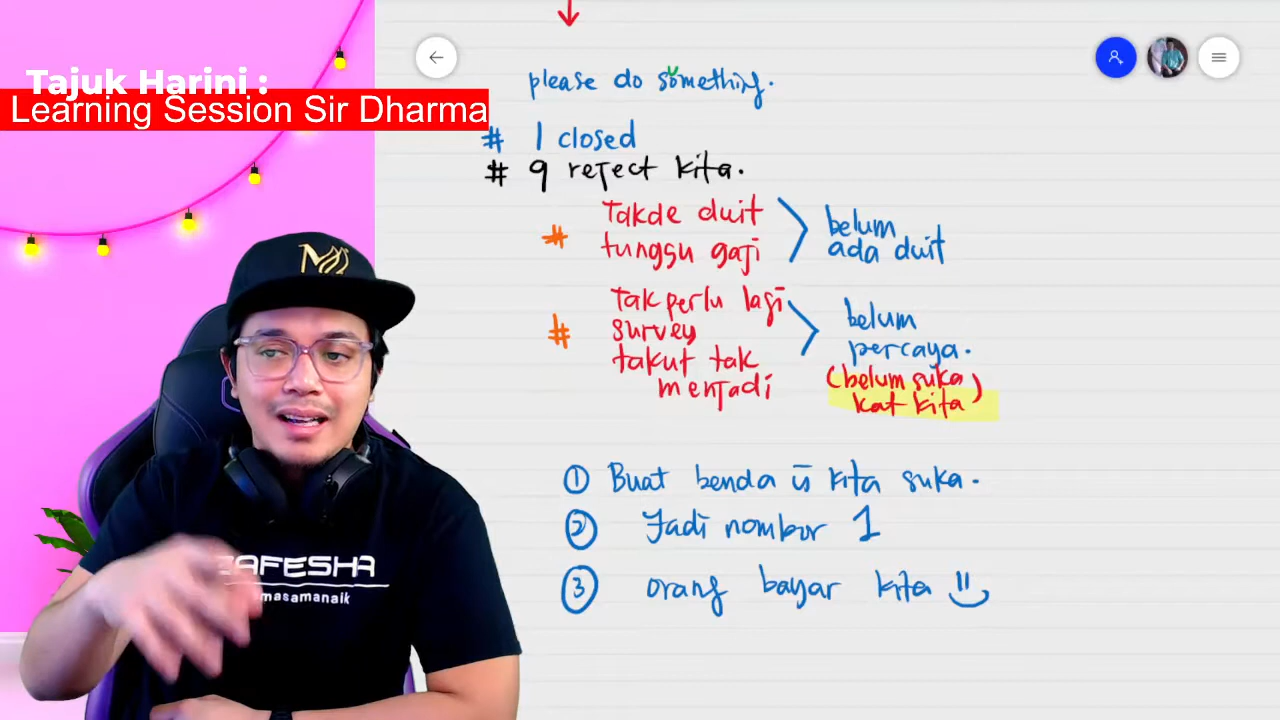 Tajuk Harini :
Learning Session Sir Dharma
please do something.
# 1 closed
# 9 reject kita.
# Takde duit
tunggu gaji
belum
ada duit
# Tak perlu lagi
survey
takut tak
menjadi
belum
percaya.
(belum suka
kat kita)
① Buat benda ū kita suka.
② Jadi nombor 1
③ orang bayar kita
ZAFESHA
masamanaik